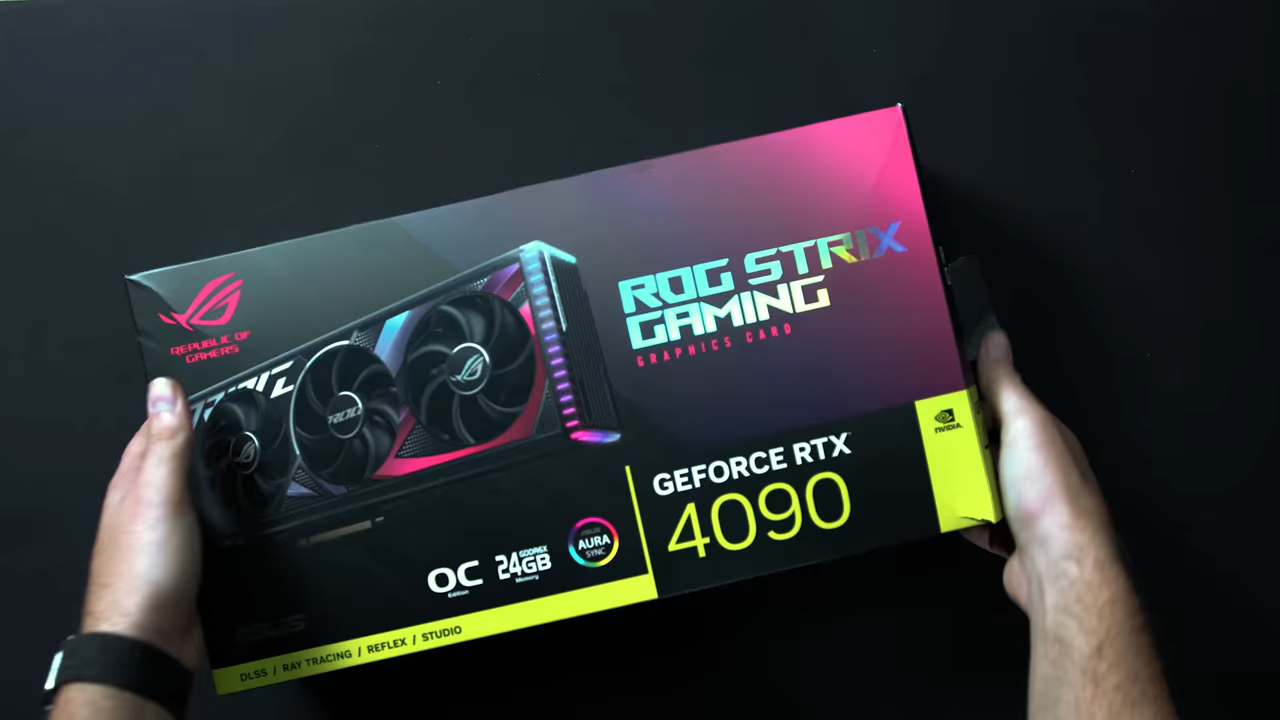 REPUBLIC OF
GAMERS
ROG STRIX
GAMING
GRAPHICS CARD
NVIDIA.
GEFORCE RTX
4090
OC
Edition
24GB
GDDR6X
Memory
AURA
SYNC
DLSS / RAY TRACING / REFLEX / STUDIO